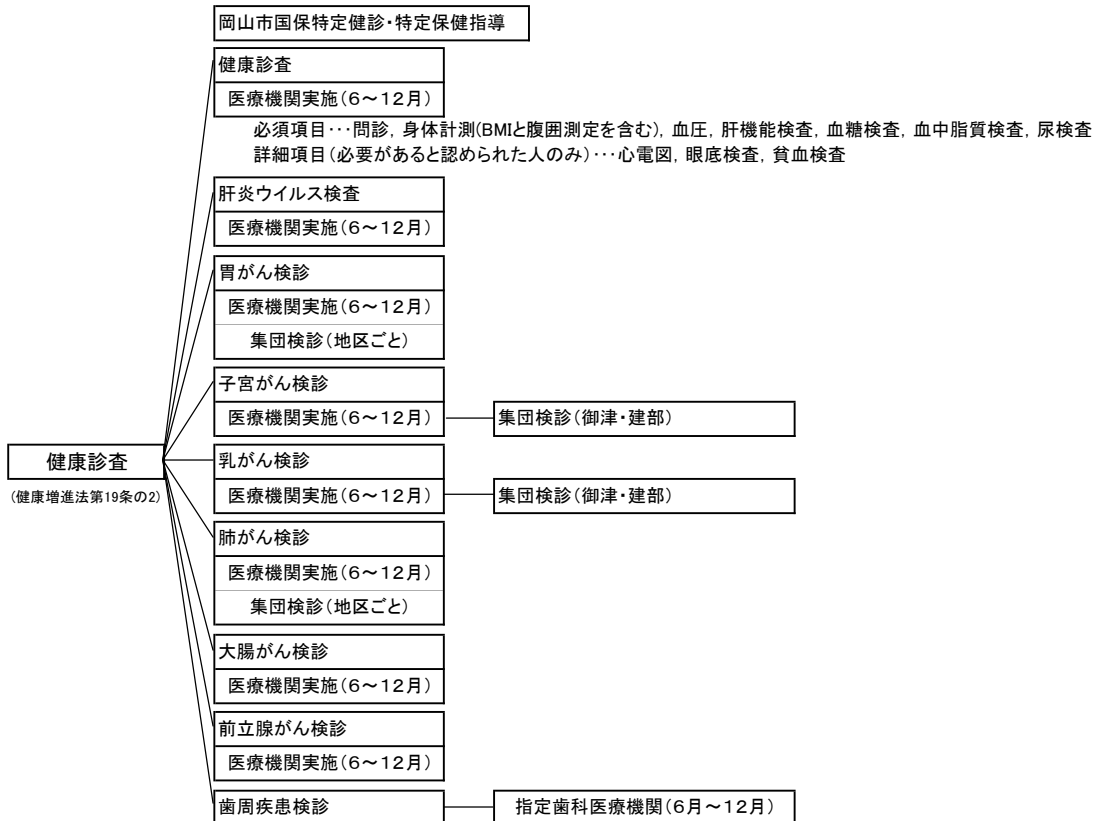 岡山市国保特定健診・特定保健指導
健康診査
医療機関実施(6～12月)
必須項目･･･問診, 身体計測(BMIと腹囲測定を含む), 血圧, 肝機能検査, 血糖検査, 血中脂質検査, 尿検査
詳細項目(必要があると認められた人のみ)･･･心電図, 眼底検査, 貧血検査
肝炎ウイルス検査
医療機関実施(6～12月)
胃がん検診
医療機関実施(6～12月)
集団検診(地区ごと)
子宮がん検診
医療機関実施(6～12月) 集団検診(御津・建部)
健康診査
(健康増進法第19条の2)
乳がん検診
医療機関実施(6～12月) 集団検診(御津・建部)
肺がん検診
医療機関実施(6～12月)
集団検診(地区ごと)
大腸がん検診
医療機関実施(6～12月)
前立腺がん検診
医療機関実施(6～12月)
歯周疾患検診 指定歯科医療機関(6月～12月)